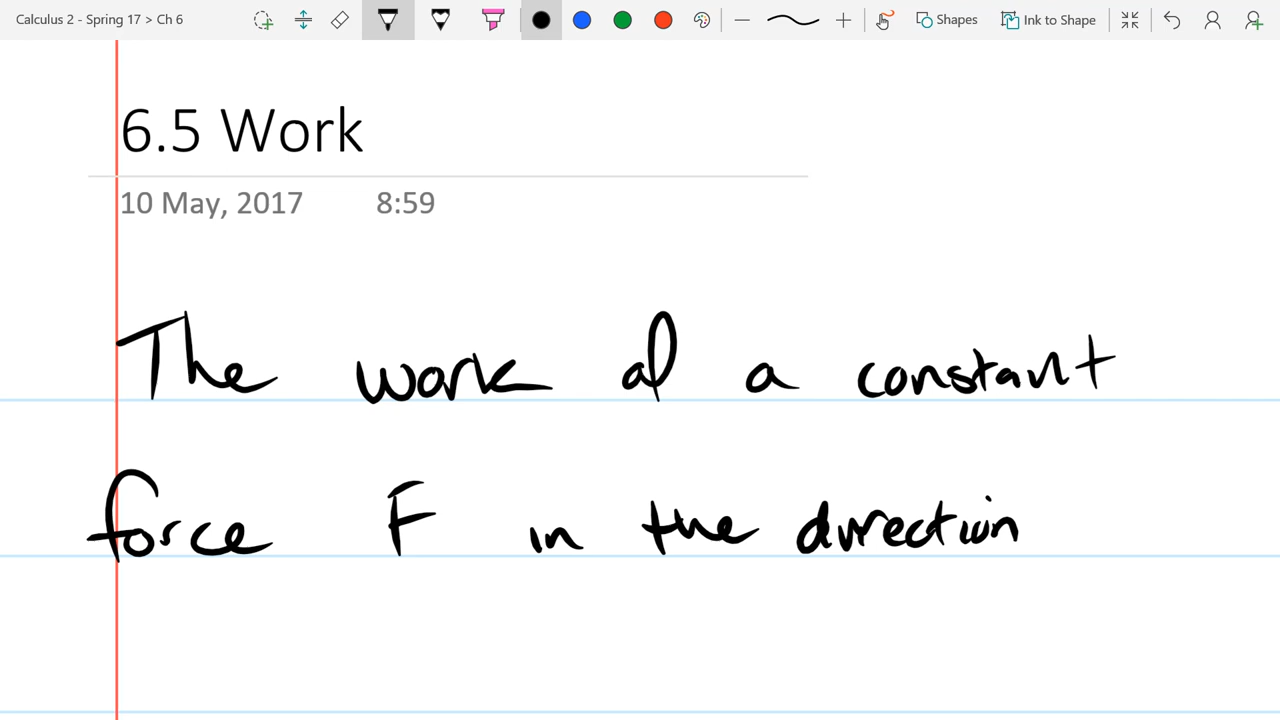 Calculus 2 - Spring 17 > Ch 6
Shapes
Ink to Shape
6.5 Work
10 May, 2017 8:59
The work of a constant
force F in the direction